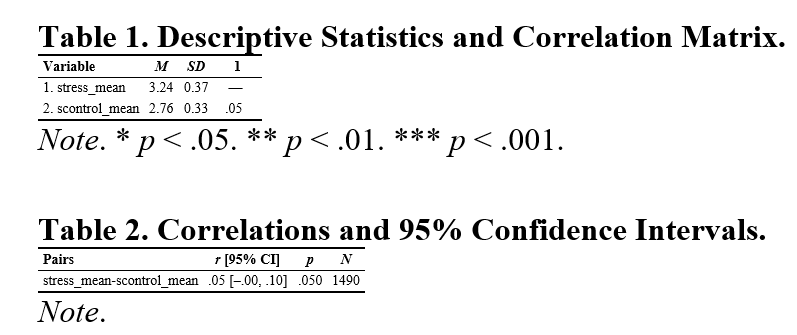 Table 1. Descriptive Statistics and Correlation Matrix.
Variable M SD 1
1. stress_mean 3.24 0.37 —
2. scontrol_mean 2.76 0.33 .05
Note. * p < .05. ** p < .01. *** p < .001.
Table 2. Correlations and 95% Confidence Intervals.
Pairs r [95% CI] p N
stress_mean-scontrol_mean .05 [−.00, .10] .050 1490
Note.